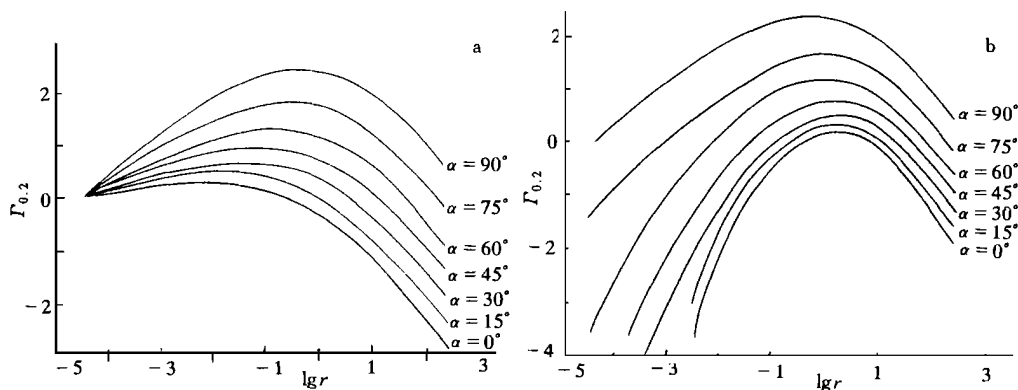 a
Γ₀.₂
2
0
−2
−5
−3
−1
1
3
lg r
α = 90°
α = 75°
α = 60°
α = 45°
α = 30°
α = 15°
α = 0°
b
Γ₀.₂
2
0
−2
−4
−5
−3
−1
1
3
lg r
α = 90°
α = 75°
α = 60°
α = 45°
α = 30°
α = 15°
α = 0°